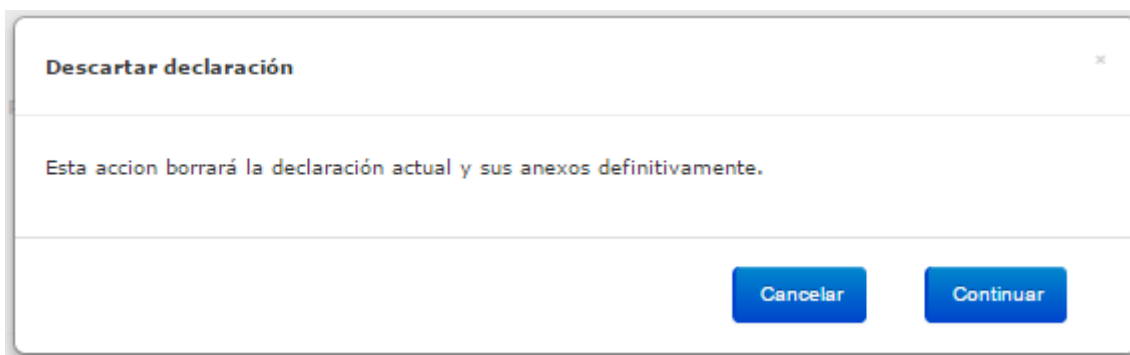 Descartar declaración
×
Esta accion borrará la declaración actual y sus anexos definitivamente.
Cancelar
Continuar